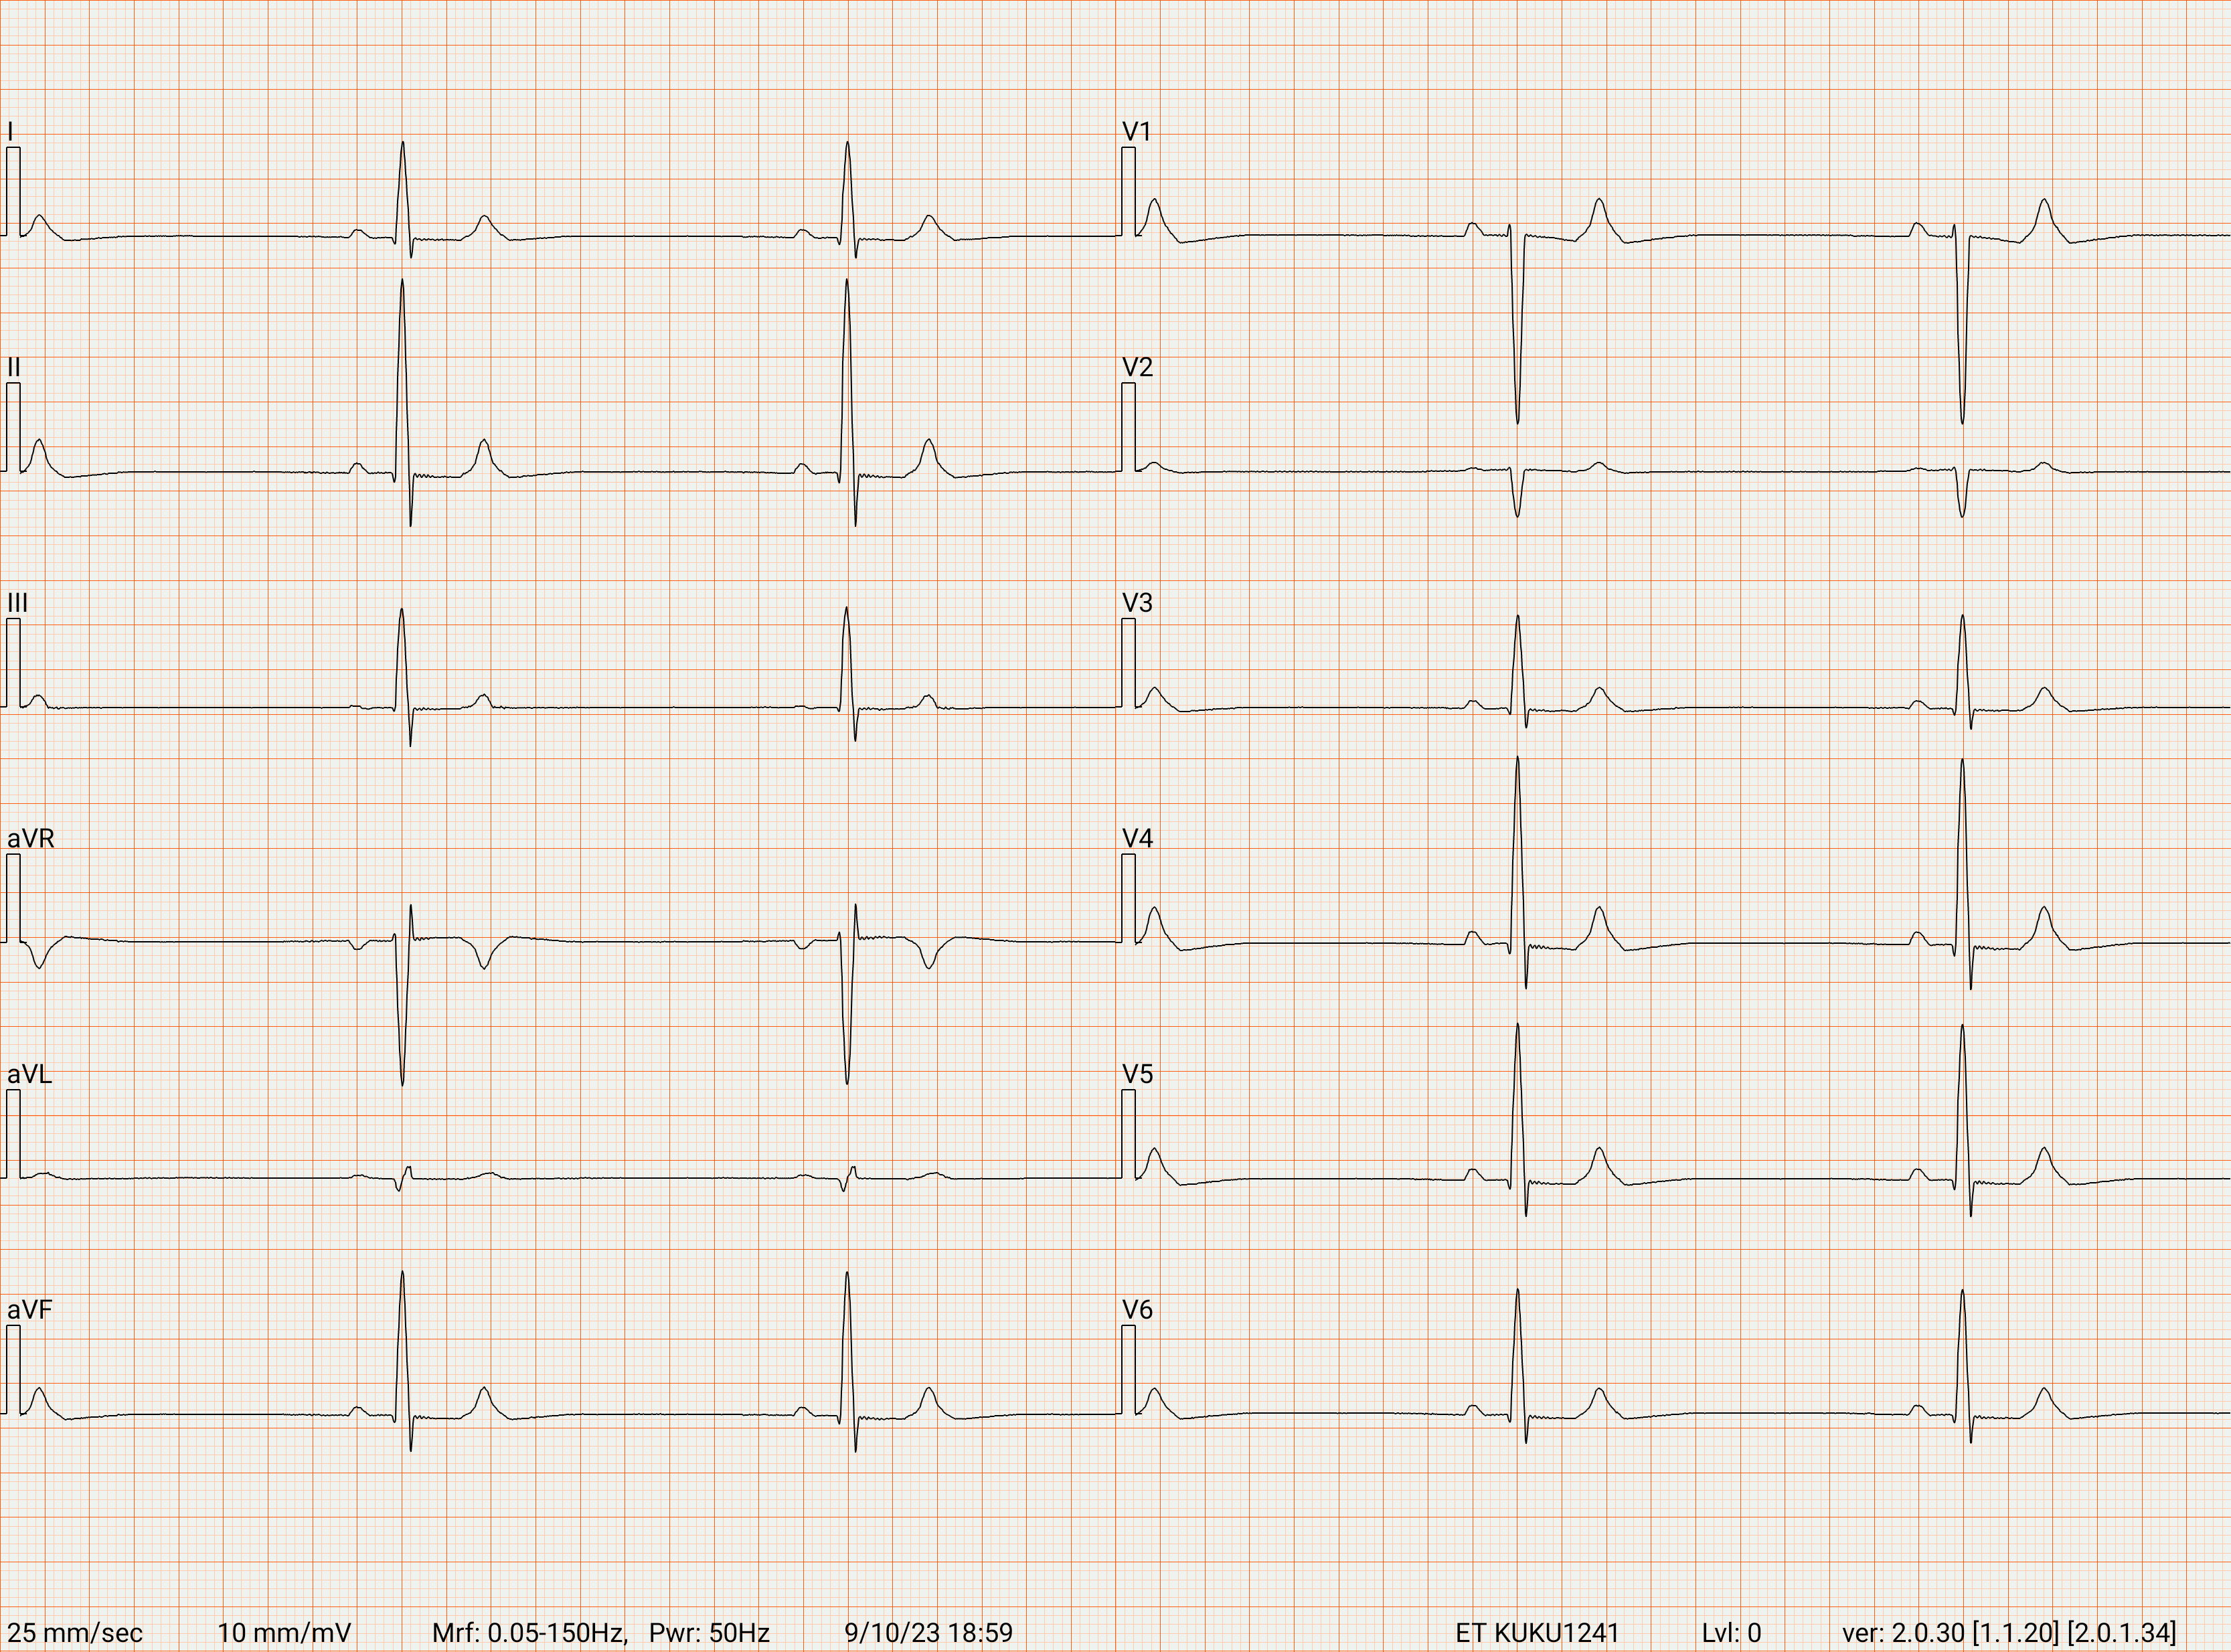 I
V1
II
V2
III
V3
aVR
V4
aVL
V5
aVF
V6
25 mm/sec 10 mm/mV Mrf: 0.05-150Hz, Pwr: 50Hz 9/10/23 18:59 ET KUKU1241 Lvl: 0 ver: 2.0.30 [1.1.20] [2.0.1.34]